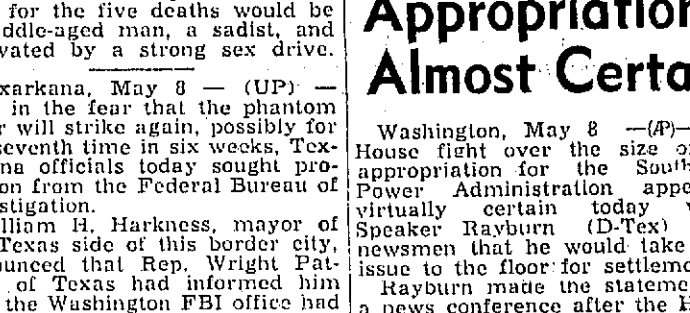 for the five deaths would be
ddle-aged man, a sadist, and
vated by a strong sex drive.
xarkana, May 8 — (UP) —
in the fear that the phantom
r will strike again, possibly for
seventh time in six weeks, Tex-
na officials today sought pro-
on from the Federal Bureau of
stigation.
lliam H. Harkness, mayor of
Texas side of this border city,
ounced that Rep. Wright Pat-
of Texas had informed him
the Washington FBI office had
Appropriation
Almost Certa
Washington, May 8 —(AP)—
House fight over the size o
appropriation for the South
Power Administration appe
virtually certain today w
Speaker Rayburn (D-Tex)
newsmen that he would take
issue to the floor for settleme
Rayburn made the stateme
a news conference after the H